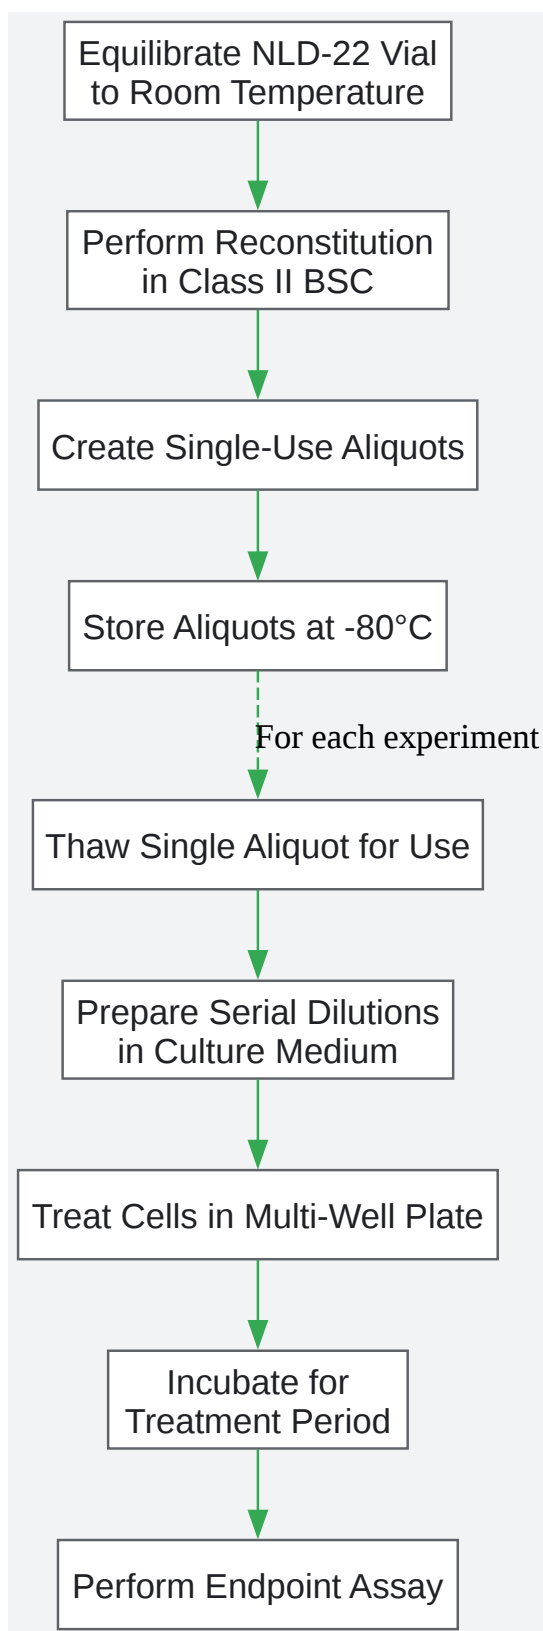 Equilibrate NLD-22 Vial
to Room Temperature
Perform Reconstitution
in Class II BSC
Create Single-Use Aliquots
Store Aliquots at -80°C
For each experiment
Thaw Single Aliquot for Use
Prepare Serial Dilutions
in Culture Medium
Treat Cells in Multi-Well Plate
Incubate for
Treatment Period
Perform Endpoint Assay